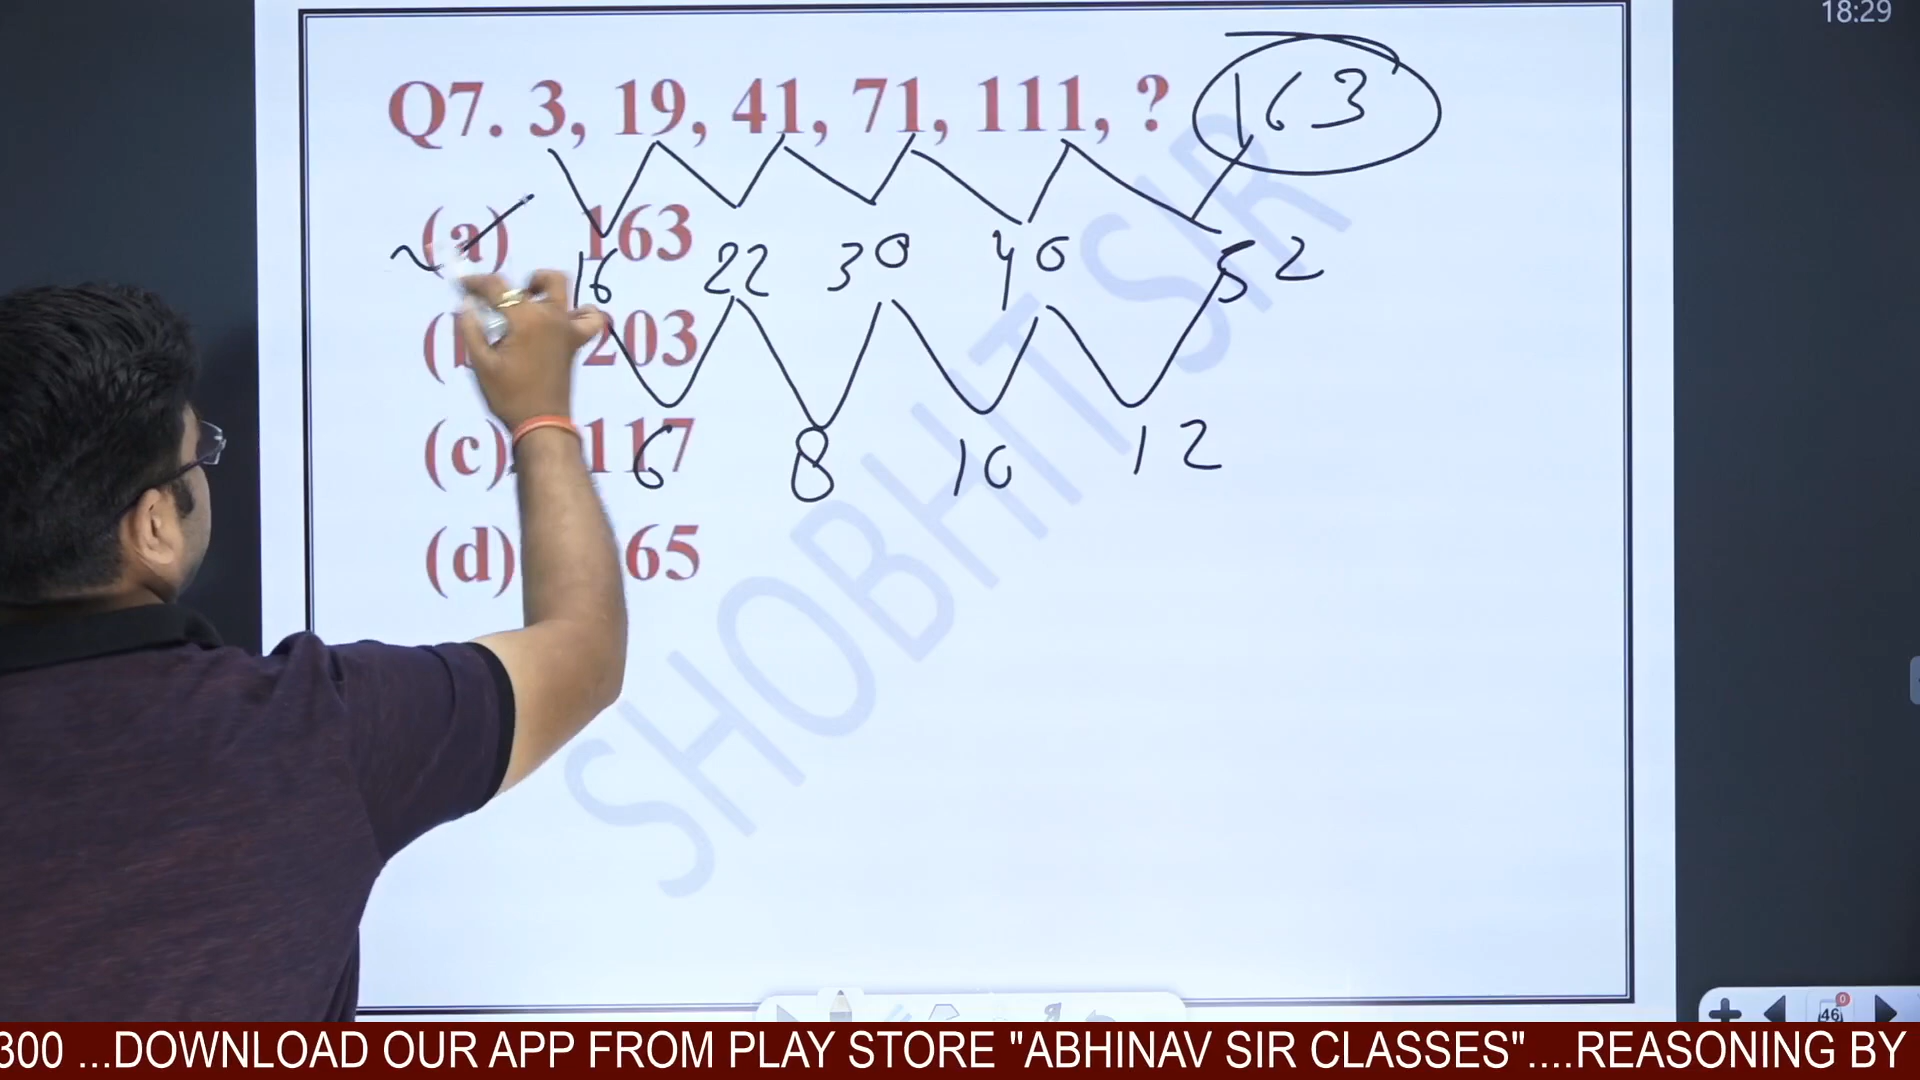 18:29
Q7. 3, 19, 41, 71, 111, ? 163
(a) 163
16 22 30 40 52
203
(c) 117
6 8 10 12
(d) 65
SHOBHIT SIR
46
300 ...DOWNLOAD OUR APP FROM PLAY STORE "ABHINAV SIR CLASSES"....REASONING BY